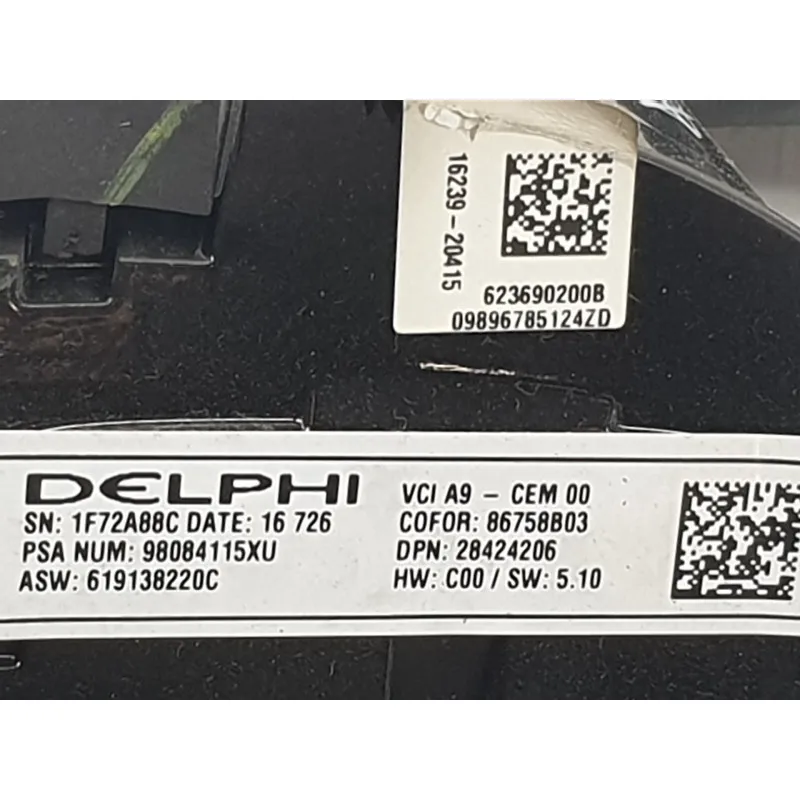 16239-20415
623690200B
09896785124ZD
DELPHI
SN: 1F72A88C DATE: 16 726
PSA NUM: 98084115XU
ASW: 619138220C
VCI A9 - CEM 00
COFOR: 86758B03
DPN: 28424206
HW: C00 / SW: 5.10